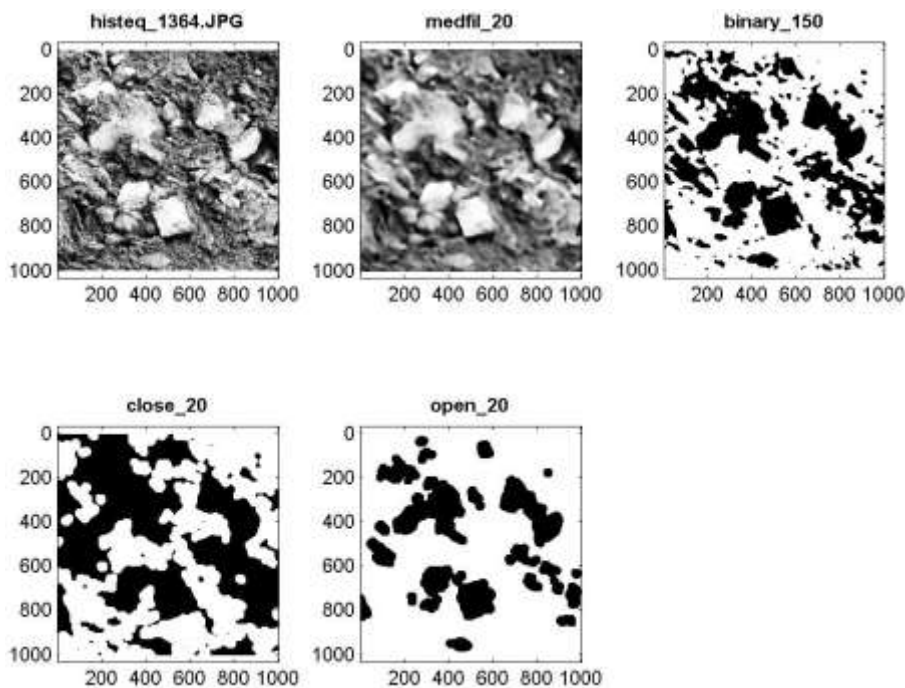 histeq_1364.JPG medfil_20 binary_150
0 0 0
200 200 200
400 400 400
600 600 600
800 800 800
1000 1000 1000
200 400 600 800 1000 200 400 600 800 1000 200 400 600 800 1000
close_20 open_20
0 0
200 200
400 400
600 600
800 800
1000 1000
200 400 600 800 1000 200 400 600 800 1000